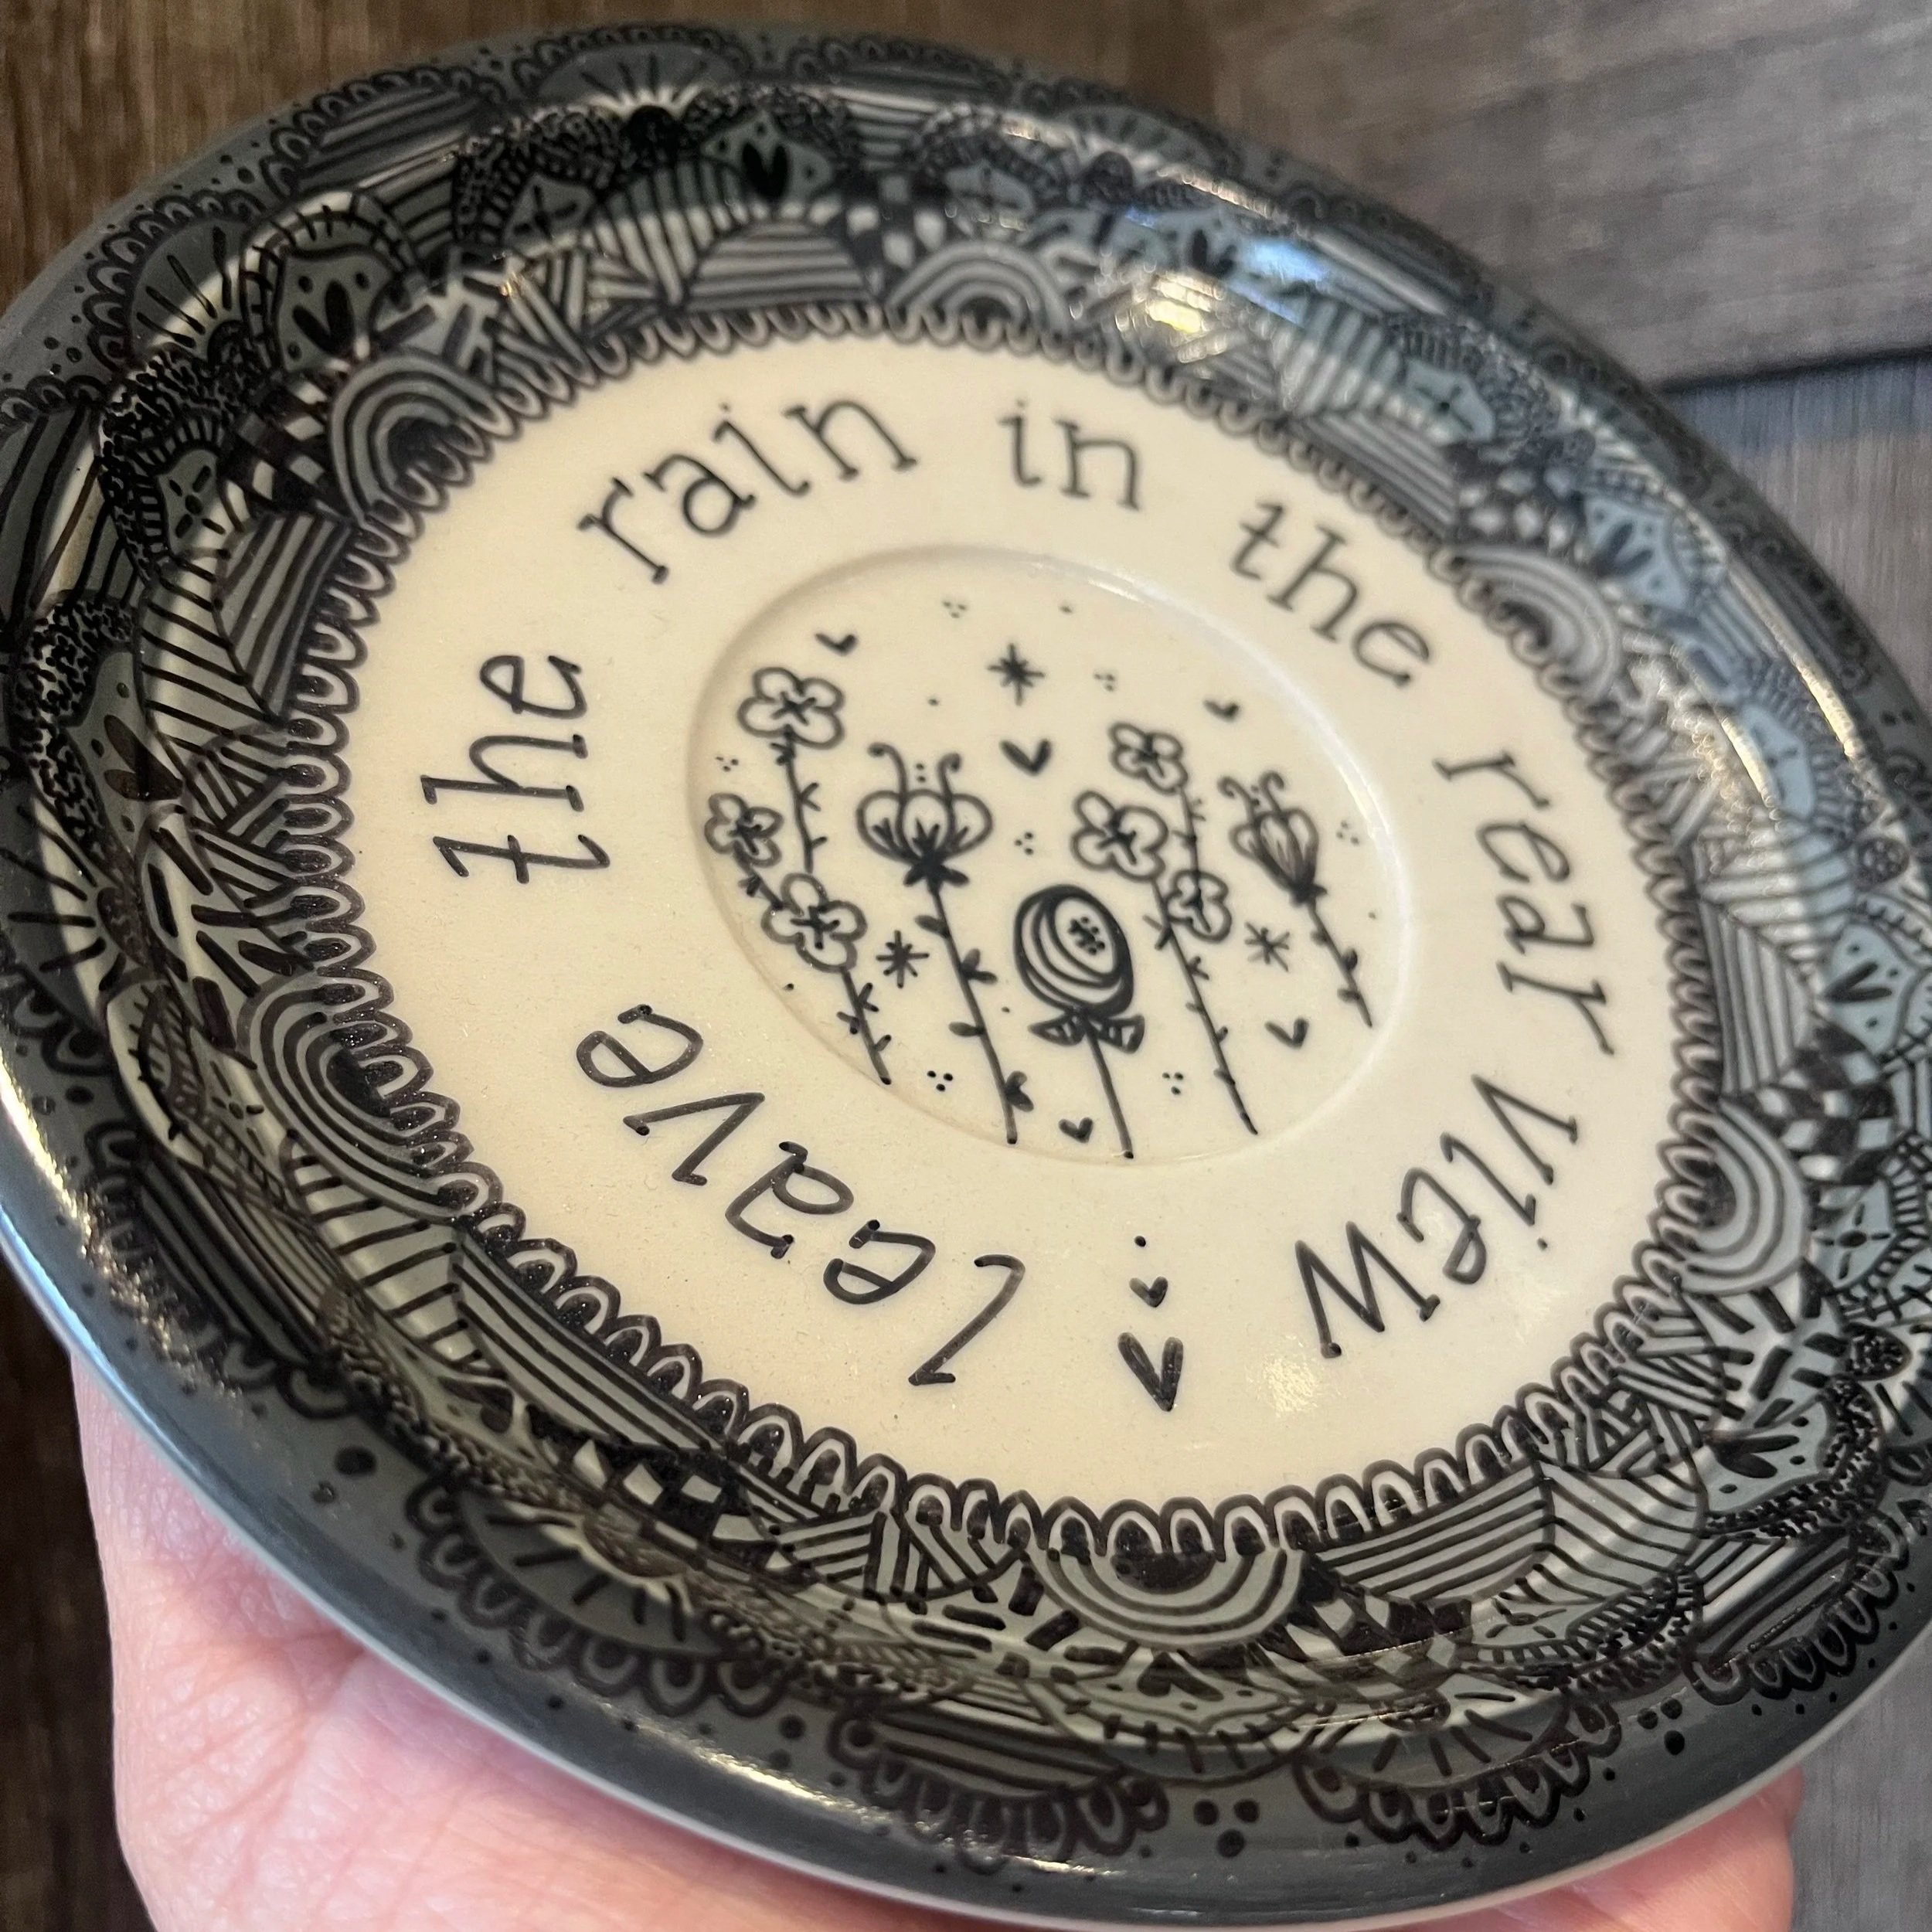 leave the rain in the rear view